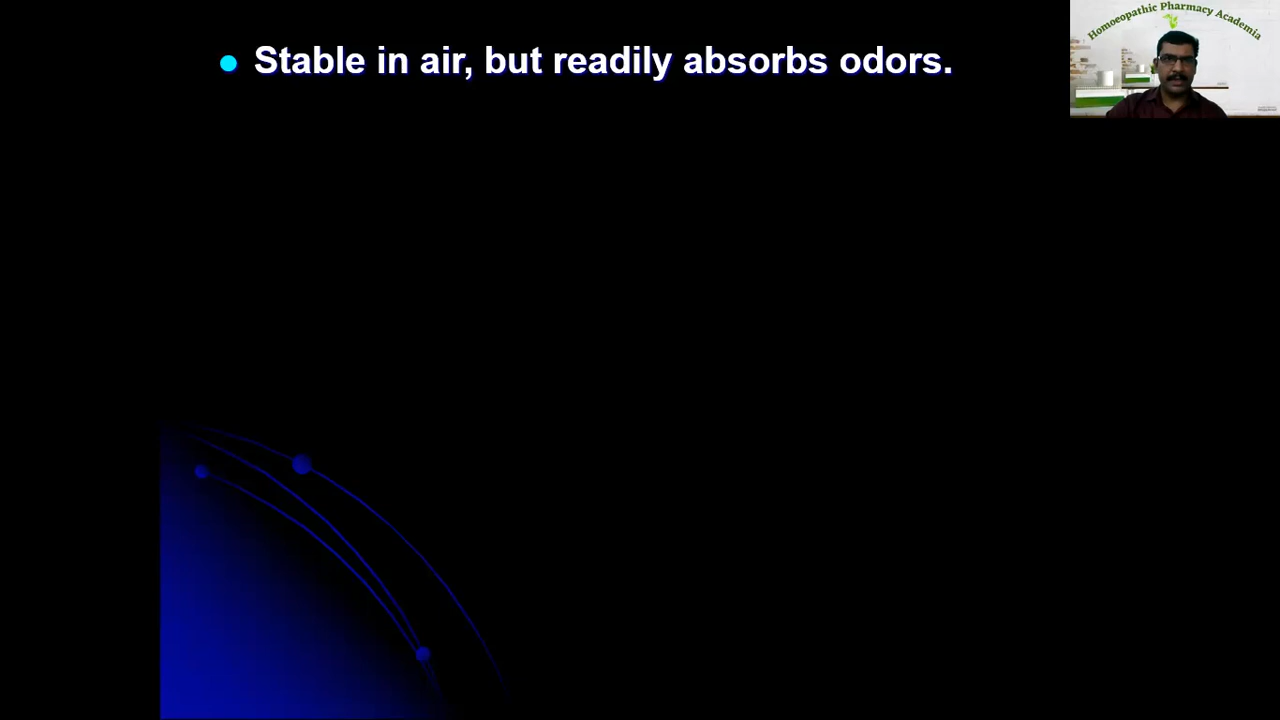 Stable in air, but readily absorbs odors.
Homoeopathic Pharmacy Academia